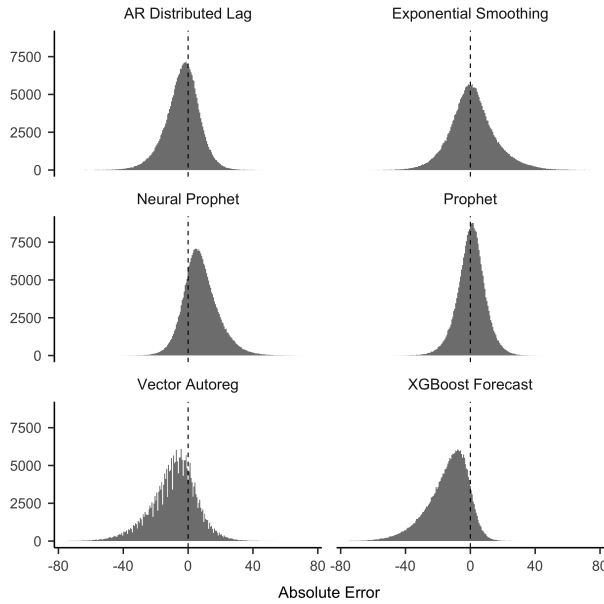 AR Distributed Lag
Exponential Smoothing
7500
5000
2500
0
Neural Prophet
Prophet
7500
5000
2500
0
Vector Autoreg
XGBoost Forecast
7500
5000
2500
0
-80 -40 0 40 80 -80 -40 0 40 80
Absolute Error